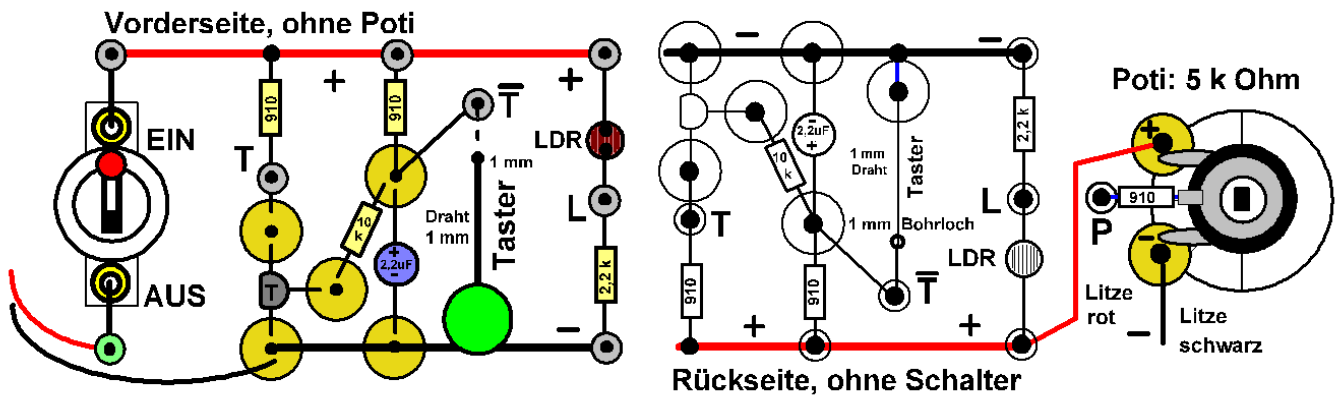 Vorderseite, ohne Poti
+
+
EIN
AUS
910
T
T
910
10 k
2,2uF
+
-
T̅
1 mm
Draht
1 mm
Taster
LDR
L
2,2 k
−
−
−
10 k
-
2,2uF
+
1 mm
Draht
Taster
1 mm Bohrloch
T
T̅
910
910
+
+
2,2 k
L
LDR
Rückseite, ohne Schalter
Poti: 5 k Ohm
+
910
P
-
Litze
rot
−
Litze
schwarz